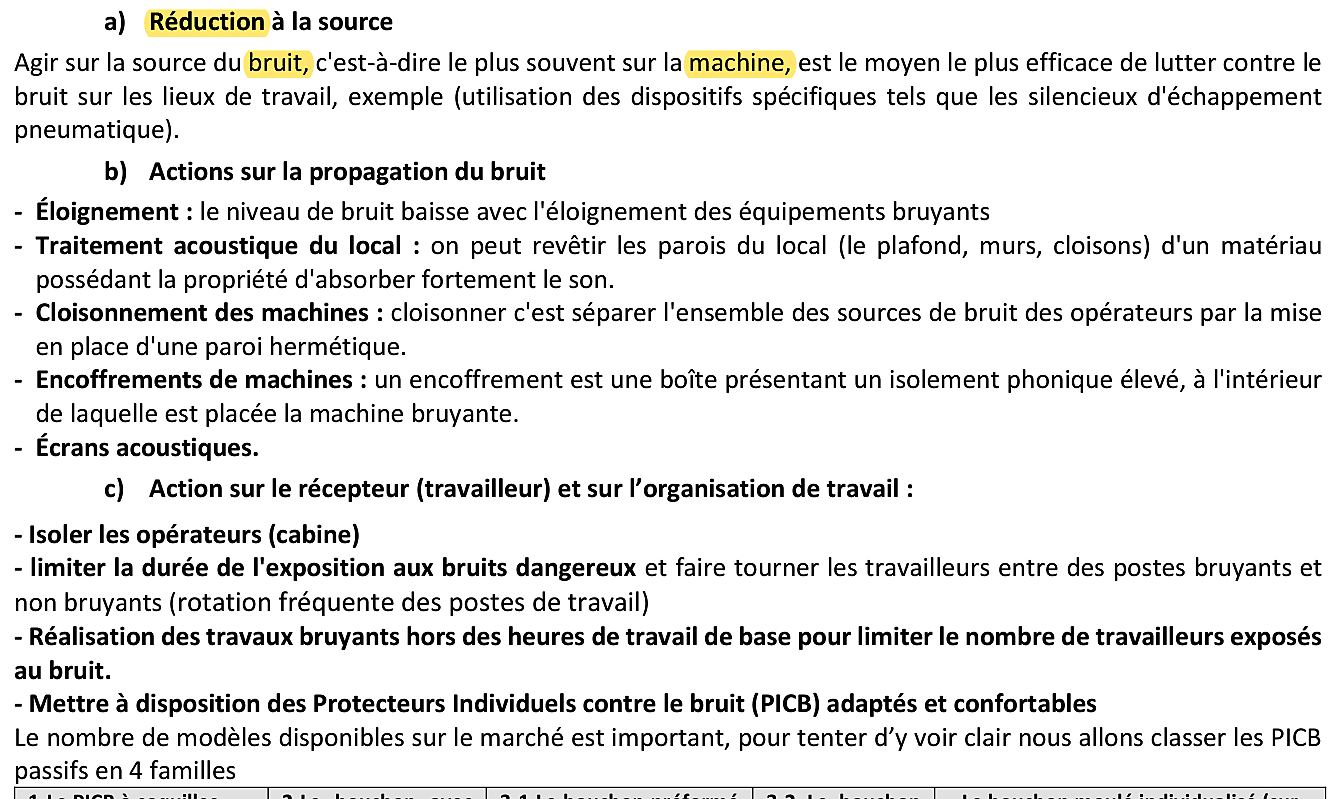 a) Réduction à la source
Agir sur la source du bruit, c'est-à-dire le plus souvent sur la machine, est le moyen le plus efficace de lutter contre le
bruit sur les lieux de travail, exemple (utilisation des dispositifs spécifiques tels que les silencieux d'échappement
pneumatique).
b) Actions sur la propagation du bruit
- Éloignement : le niveau de bruit baisse avec l'éloignement des équipements bruyants
- Traitement acoustique du local : on peut revêtir les parois du local (le plafond, murs, cloisons) d'un matériau
possédant la propriété d'absorber fortement le son.
- Cloisonnement des machines : cloisonner c'est séparer l'ensemble des sources de bruit des opérateurs par la mise
en place d'une paroi hermétique.
- Encoffrements de machines : un encoffrement est une boîte présentant un isolement phonique élevé, à l'intérieur
de laquelle est placée la machine bruyante.
- Écrans acoustiques.
c) Action sur le récepteur (travailleur) et sur l’organisation de travail :
- Isoler les opérateurs (cabine)
- limiter la durée de l'exposition aux bruits dangereux et faire tourner les travailleurs entre des postes bruyants et
non bruyants (rotation fréquente des postes de travail)
- Réalisation des travaux bruyants hors des heures de travail de base pour limiter le nombre de travailleurs exposés
au bruit.
- Mettre à disposition des Protecteurs Individuels contre le bruit (PICB) adaptés et confortables
Le nombre de modèles disponibles sur le marché est important, pour tenter d’y voir clair nous allons classer les PICB
passifs en 4 familles